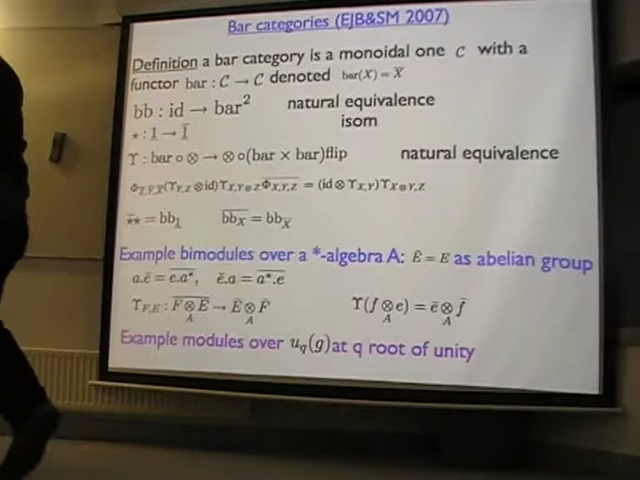 Bar categories (EJB&SM 2007)
Definition a bar category is a monoidal one 𝒞 with a
functor bar : 𝒞 → 𝒞 denoted bar(X) = X̅
bb : id → bar² natural equivalence
⋆ : 1 → 1̅ isom
ϒ : bar ∘ ⊗ → ⊗ ∘ (bar × bar)flip natural equivalence
Φ_{Z̅,Y̅,X̅}(ϒ_{Y,Z} ⊗ id)ϒ_{X,Y⊗Z} \overline{Φ_{X,Y,Z}} = (id ⊗ ϒ_{X,Y})ϒ_{X⊗Y,Z}
⋆̅⋆ = bb_1 \overline{bb_X} = bb_{X̅}
Example bimodules over a *-algebra A: E̅ = E as abelian group
a.e̅ = \overline{e.a*}, e̅.a = \overline{a*.e}
ϒ_{F,E} : \overline{F ⊗_A E} → E̅ ⊗_A F̅ ϒ(\overline{f ⊗_A e}) = e̅ ⊗_A f̅
Example modules over u_q(g) at q root of unity